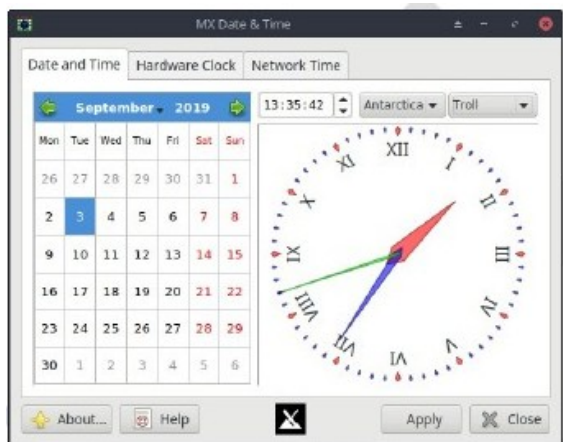 MX Date & Time
Date and Time Hardware Clock Network Time
September 2019
13:35:42 Antarctica Troll
Mon Tue Wed Thu Fri Sat Sun
26 27 28 29 30 31 1
2 3 4 5 6 7 8
9 10 11 12 13 14 15
16 17 18 19 20 21 22
23 24 25 26 27 28 29
30 1 2 3 4 5 6
XII
I
II
III
IV
V
VI
VII
VIII
IX
X
XI
About... Help Apply Close